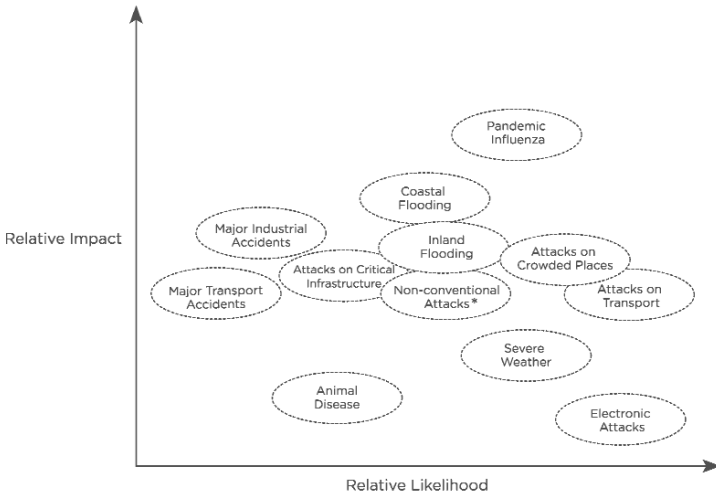 Pandemic
Influenza
Coastal
Flooding
Relative Impact
Major Industrial
Accidents
Inland
Flooding
Attacks on
Crowded Places
Attacks on Critical
Infrastructure
Major Transport
Accidents
Non-conventional
Attacks*
Attacks on
Transport
Severe
Weather
Animal
Disease
Electronic
Attacks
Relative Likelihood